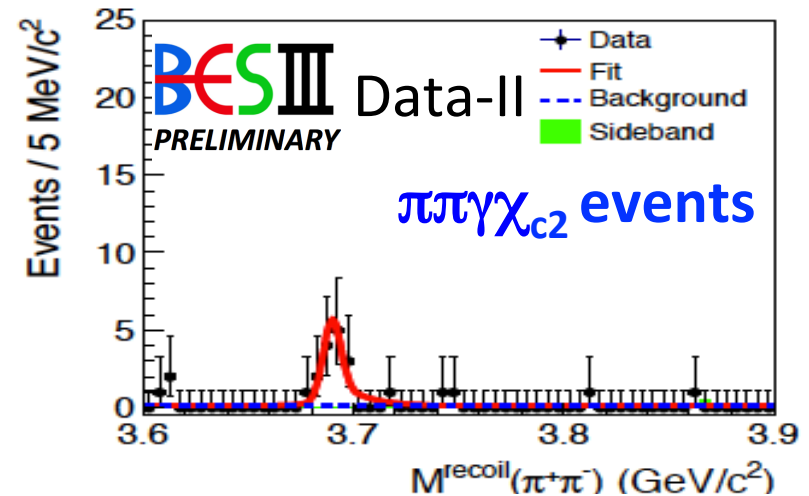 Events / 5 MeV/c²
25
20
15
10
5
0
BESIII
PRELIMINARY
Data-II
Data
Fit
Background
Sideband
ππγχc2 events
3.6 3.7 3.8 3.9
M^recoil(π⁺π⁻) (GeV/c²)